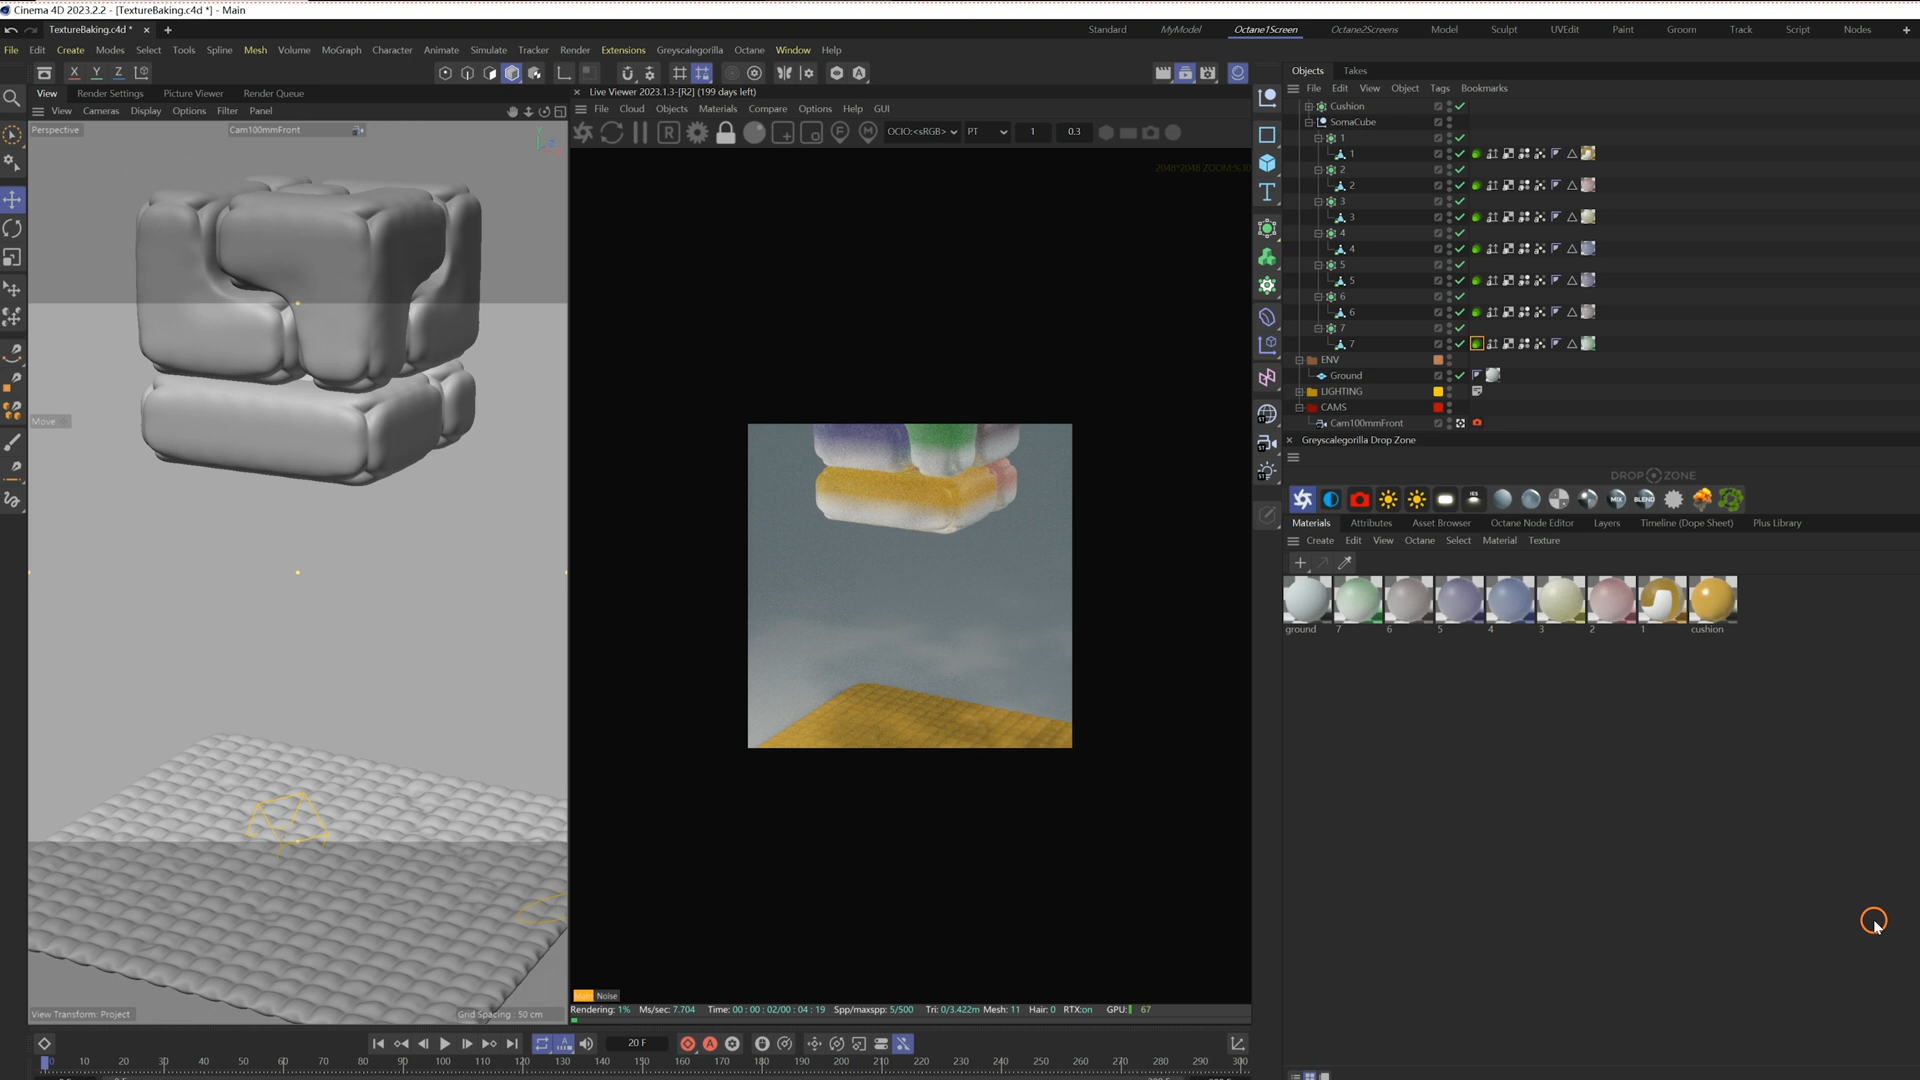 Cinema 4D 2023.2.2 - [TextureBaking.c4d *] - Main
TextureBaking.c4d *
Standard MyModel Octane1Screen Octane2Screens Model Sculpt UVEdit Paint Groom Track Script Nodes
File Edit Create Modes Select Tools Spline Mesh Volume MoGraph Character Animate Simulate Tracker Render Extensions Greyscalegorilla Octane Window Help
X Y Z
Objects Takes
View Render Settings Picture Viewer Render Queue
Live Viewer 2023.1.3-[R2] (199 days left)
File Edit View Object Tags Bookmarks
View Cameras Display Options Filter Panel
File Cloud Objects Materials Compare Options Help GUI
Perspective
Cam100mmFront
OCIO:<sRGB> PT 1 0.3
2048*2048 ZOOM:%30
Cushion
SomaCube
1
1
2
2
3
3
4
4
5
5
6
6
7
7
ENV
Ground
LIGHTING
CAMS
Cam100mmFront
Move
Greyscalegorilla Drop Zone
DROP ZONE
IES
MIX
BLEND
Materials Attributes Asset Browser Octane Node Editor Layers Timeline (Dope Sheet) Plus Library
Create Edit View Octane Select Material Texture
ground 7 6 5 4 3 2 1 cushion
Noise
Rendering: 1% Ms/sec: 7.704 Time: 00 : 00 : 02/00 : 04 : 19 Spp/maxspp: 5/500 Tri: 0/3.422m Mesh: 11 Hair: 0 RTX:on GPU: 67
View Transform: Project
Grid Spacing : 50 cm
20 F
0 10 20 30 40 50 60 70 80 90 100 110 120 130 140 150 160 170 180 190 200 210 220 230 240 250 260 270 280 290 300